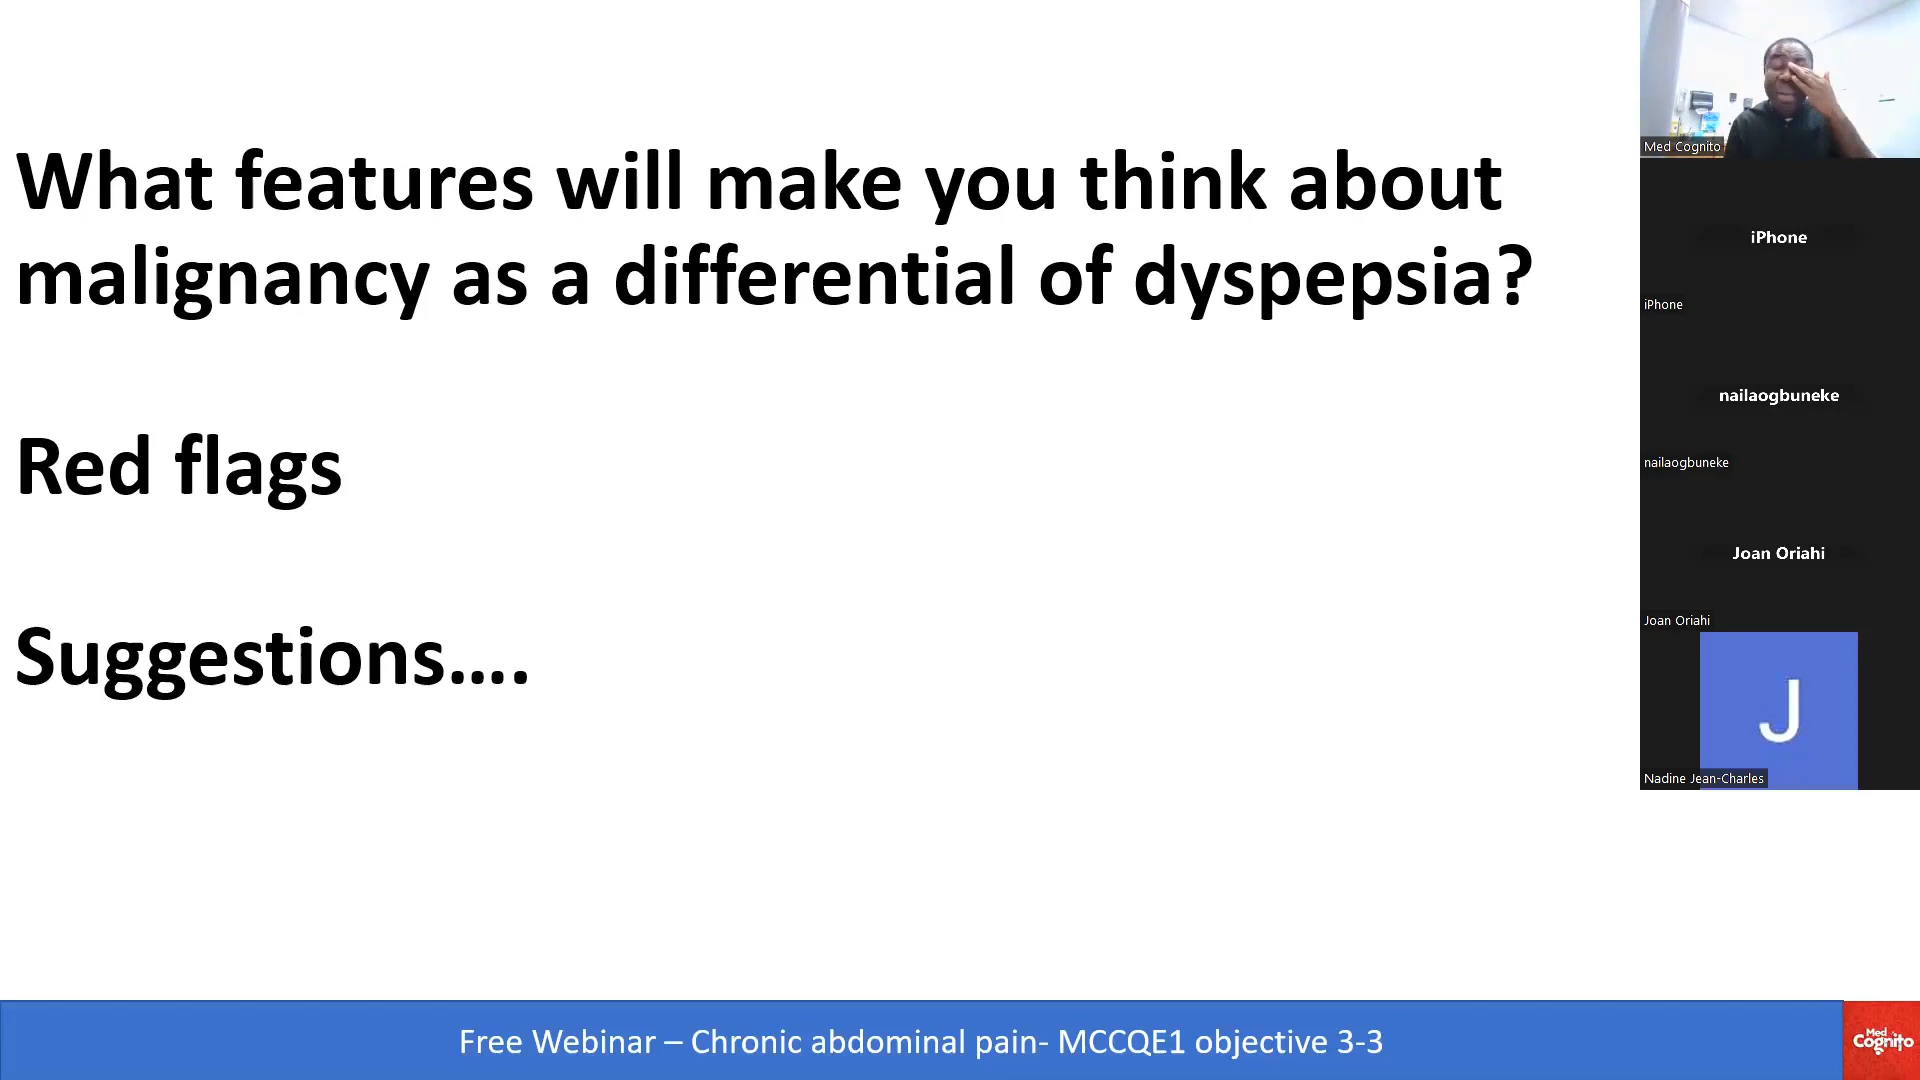 What features will make you think about
malignancy as a differential of dyspepsia?
Red flags
Suggestions....
Med Cognito
iPhone
iPhone
nailaogbuneke
nailaogbuneke
Joan Oriahi
Joan Oriahi
J
Nadine Jean-Charles
Free Webinar – Chronic abdominal pain- MCCQE1 objective 3-3
Med
Cognito